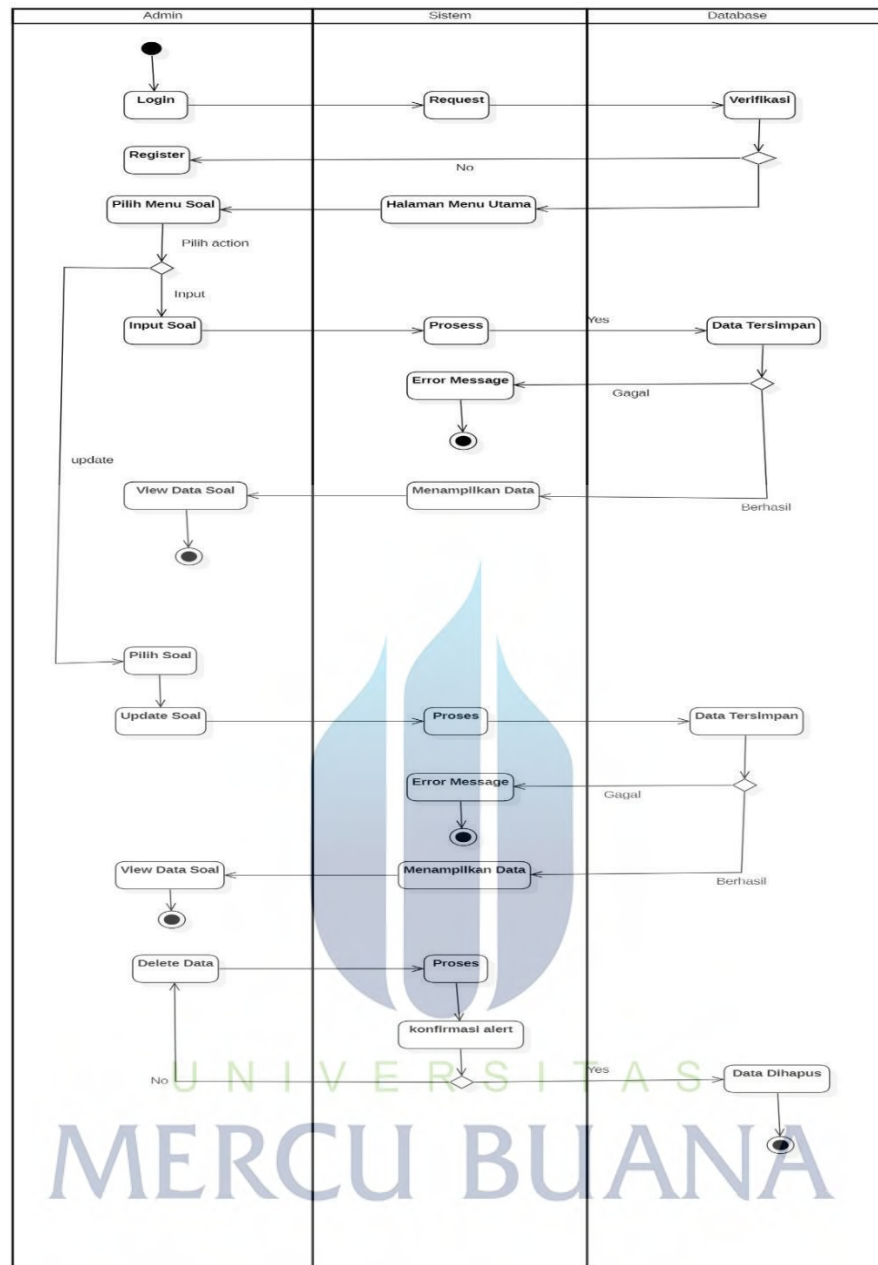 Admin
Sistem
Database
Login
Request
Verifikasi
Register
No
Pilih Menu Soal
Halaman Menu Utama
Pilih action
Input
Input Soal
Prosess
Yes
Data Tersimpan
Error Message
Gagal
update
View Data Soal
Menampilkan Data
Berhasil
Pilih Soal
Update Soal
Proses
Data Tersimpan
Error Message
Gagal
View Data Soal
Menampilkan Data
Berhasil
Delete Data
Proses
konfirmasi alert
No
Yes
Data Dihapus
UNIVERSITAS
MERCU BUANA